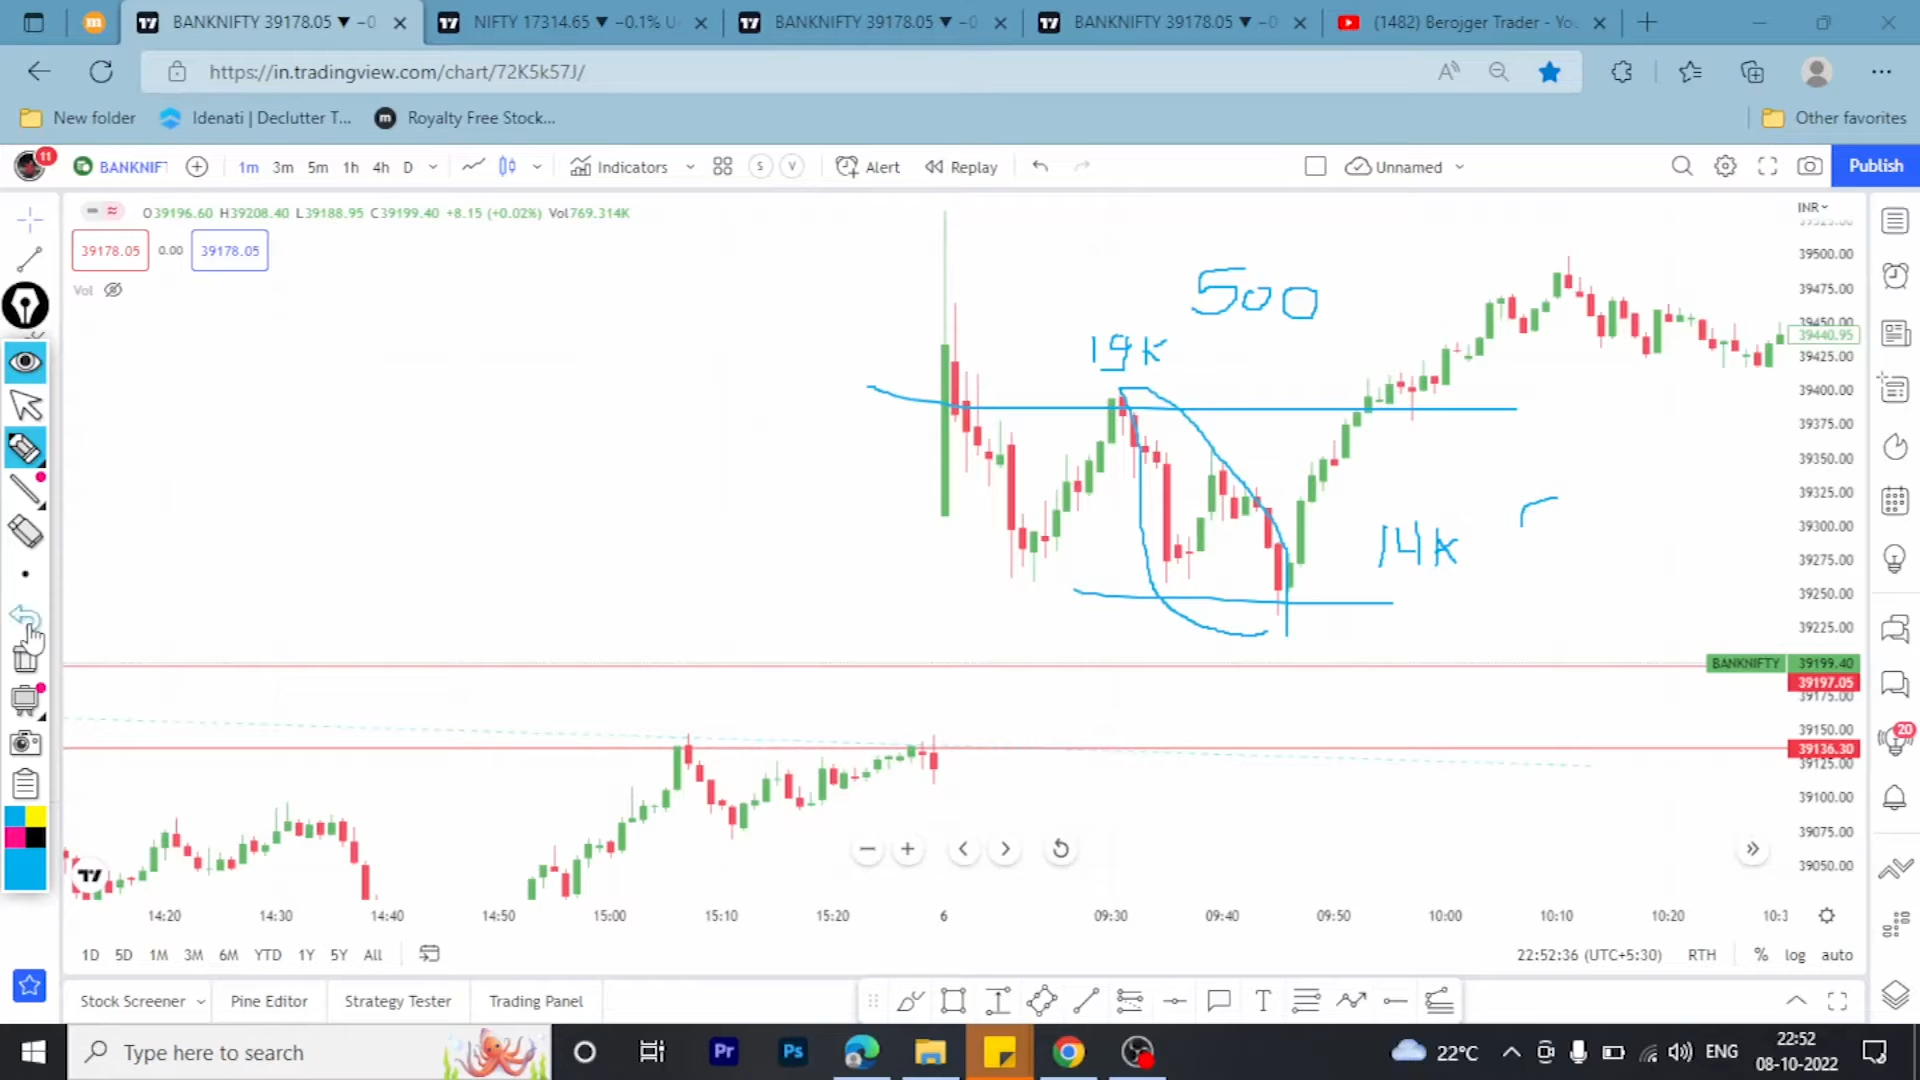 BANKNIFTY 39178.05 ▼ −0
NIFTY 17314.65 ▼ −0.1% U
BANKNIFTY 39178.05 ▼ −0
BANKNIFTY 39178.05 ▼ −0
(1482) Berojger Trader - Yo
https://in.tradingview.com/chart/72K5k57J/
New folder
Idenati | Declutter T...
Royalty Free Stock...
Other favorites
11
BANKNIF
1m 3m 5m 1h 4h D
Indicators
S V
Alert
Replay
Unnamed
Publish
O39196.60 H39208.40 L39188.95 C39199.40 +8.15 (+0.02%) Vol769.314K
INR
39178.05 0.00 39178.05
Vol
500
19K
14K
39500.00
39475.00
39450.00
39440.95
39425.00
39400.00
39375.00
39350.00
39325.00
39300.00
39275.00
39250.00
39225.00
BANKNIFTY 39199.40
39197.05
39175.00
39150.00
39136.30
39125.00
39100.00
39075.00
39050.00
20
14:20 14:30 14:40 14:50 15:00 15:10 15:20 6 09:30 09:40 09:50 10:00 10:10 10:20 10:3
1D 5D 1M 3M 6M YTD 1Y 5Y All
22:52:36 (UTC+5:30) RTH % log auto
Stock Screener Pine Editor Strategy Tester Trading Panel
Type here to search
Pr
Ps
22°C
ENG
22:52
08-10-2022